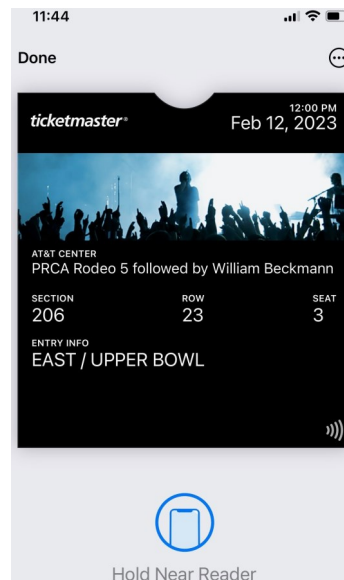 11:44
Done
ticketmaster®
12:00 PM
Feb 12, 2023
AT&T CENTER
PRCA Rodeo 5 followed by William Beckmann
SECTION ROW SEAT
206 23 3
ENTRY INFO
EAST / UPPER BOWL
Hold Near Reader